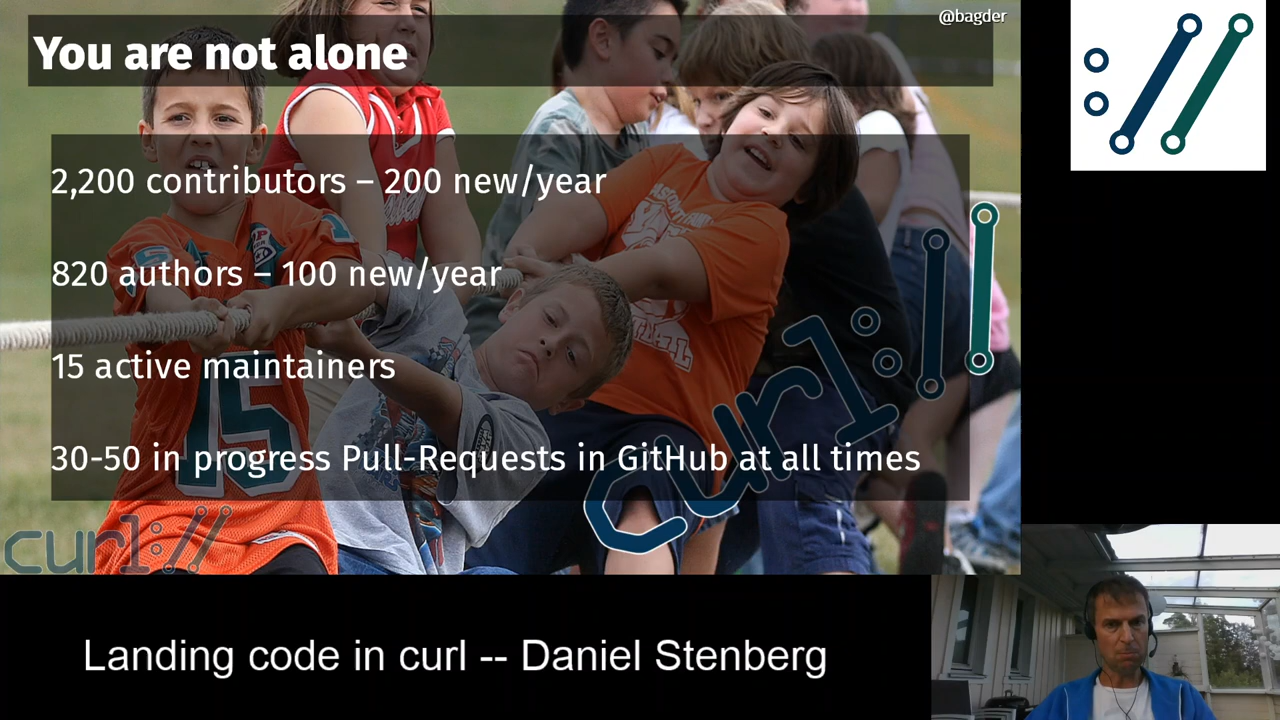 @bagder
You are not alone
2,200 contributors – 200 new/year
820 authors – 100 new/year
15 active maintainers
30-50 in progress Pull-Requests in GitHub at all times
15
curl://
curl://
Landing code in curl -- Daniel Stenberg